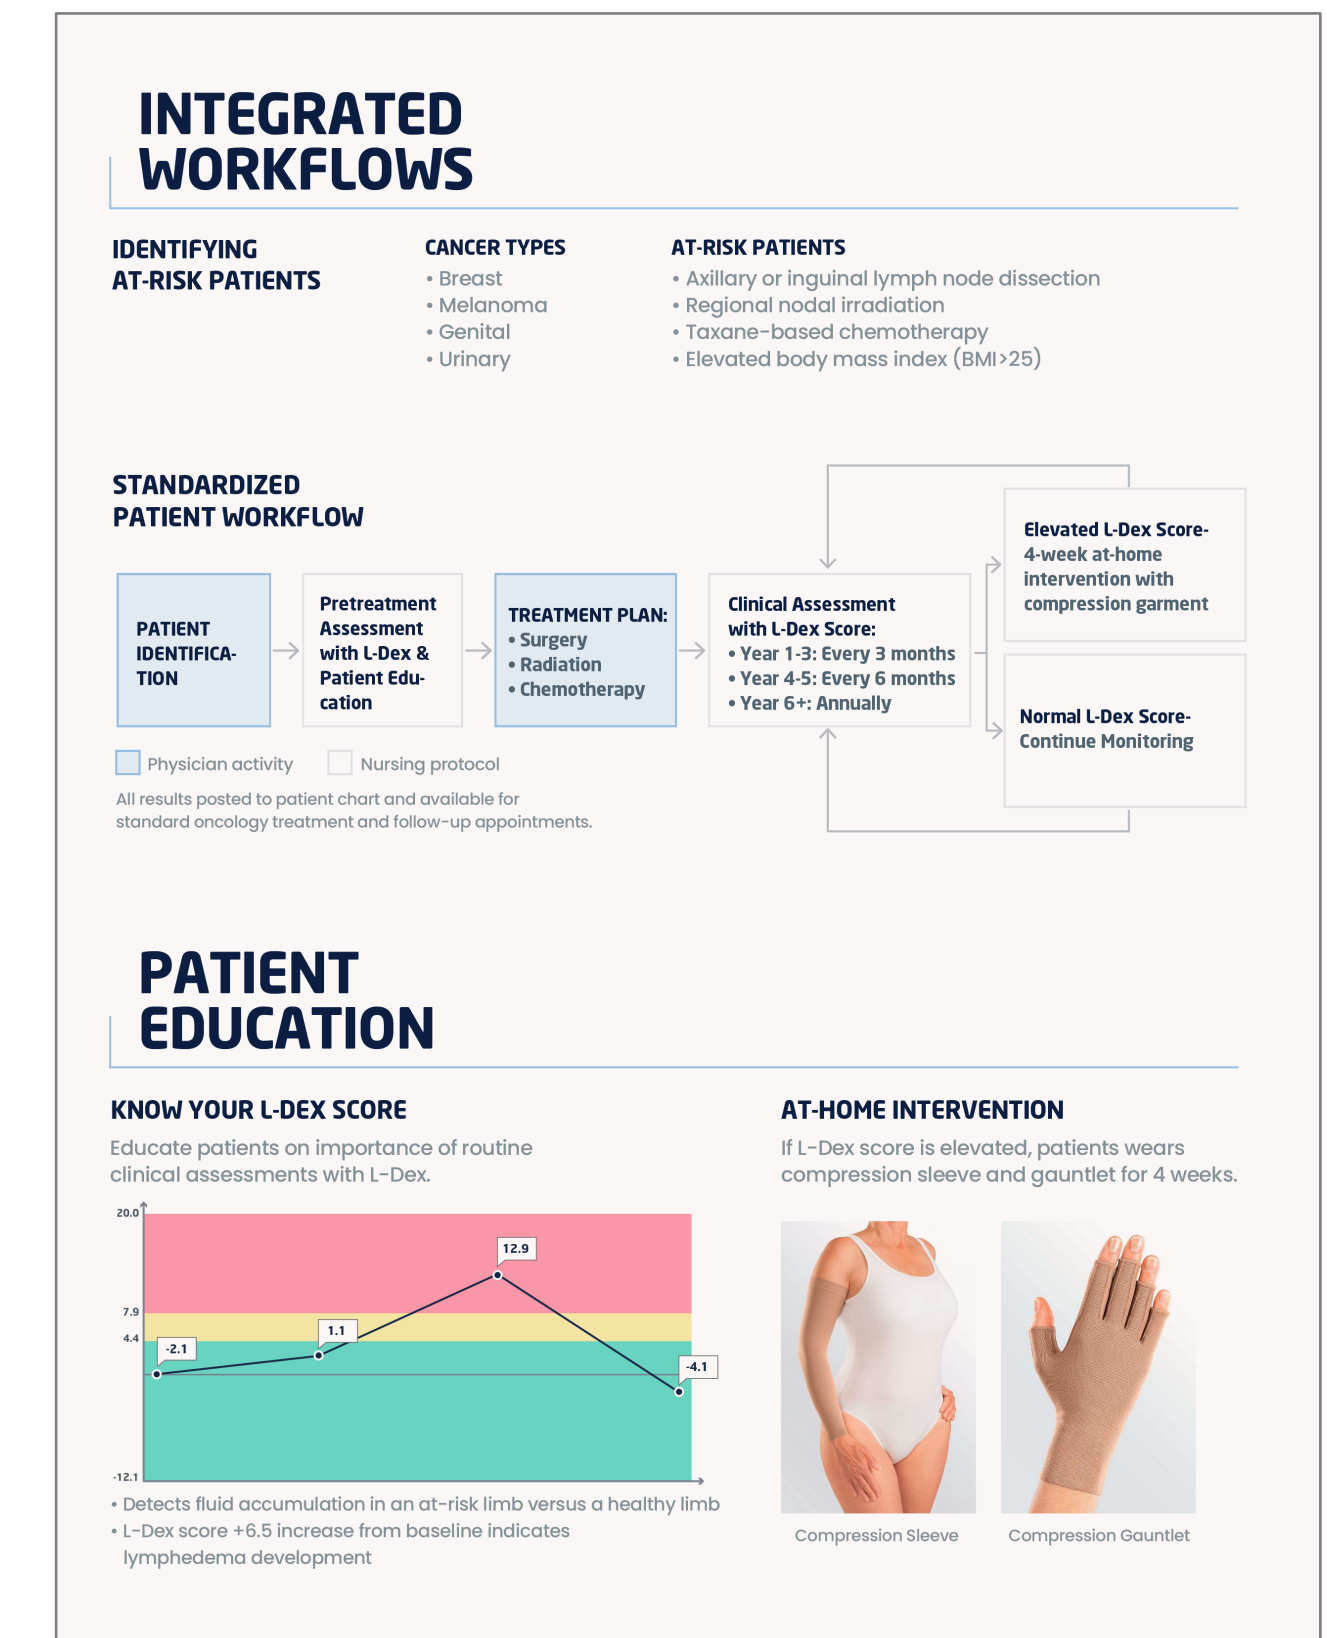 INTEGRATED
WORKFLOWS
IDENTIFYING
AT-RISK PATIENTS
CANCER TYPES
• Breast
• Melanoma
• Genital
• Urinary
AT-RISK PATIENTS
• Axillary or inguinal lymph node dissection
• Regional nodal irradiation
• Taxane-based chemotherapy
• Elevated body mass index (BMI>25)
STANDARDIZED
PATIENT WORKFLOW
PATIENT
IDENTIFICA-
TION
Pretreatment
Assessment
with L-Dex &
Patient Edu-
cation
TREATMENT PLAN:
• Surgery
• Radiation
• Chemotherapy
Clinical Assessment
with L-Dex Score:
• Year 1-3: Every 3 months
• Year 4-5: Every 6 months
• Year 6+: Annually
Elevated L-Dex Score-
4-week at-home
intervention with
compression garment
Normal L-Dex Score-
Continue Monitoring
Physician activity
Nursing protocol
All results posted to patient chart and available for
standard oncology treatment and follow-up appointments.
PATIENT
EDUCATION
KNOW YOUR L-DEX SCORE
Educate patients on importance of routine
clinical assessments with L-Dex.
20.0
7.9
4.4
-12.1
-2.1
1.1
12.9
-4.1
• Detects fluid accumulation in an at-risk limb versus a healthy limb
• L-Dex score +6.5 increase from baseline indicates
lymphedema development
AT-HOME INTERVENTION
If L-Dex score is elevated, patients wears
compression sleeve and gauntlet for 4 weeks.
Compression Sleeve
Compression Gauntlet